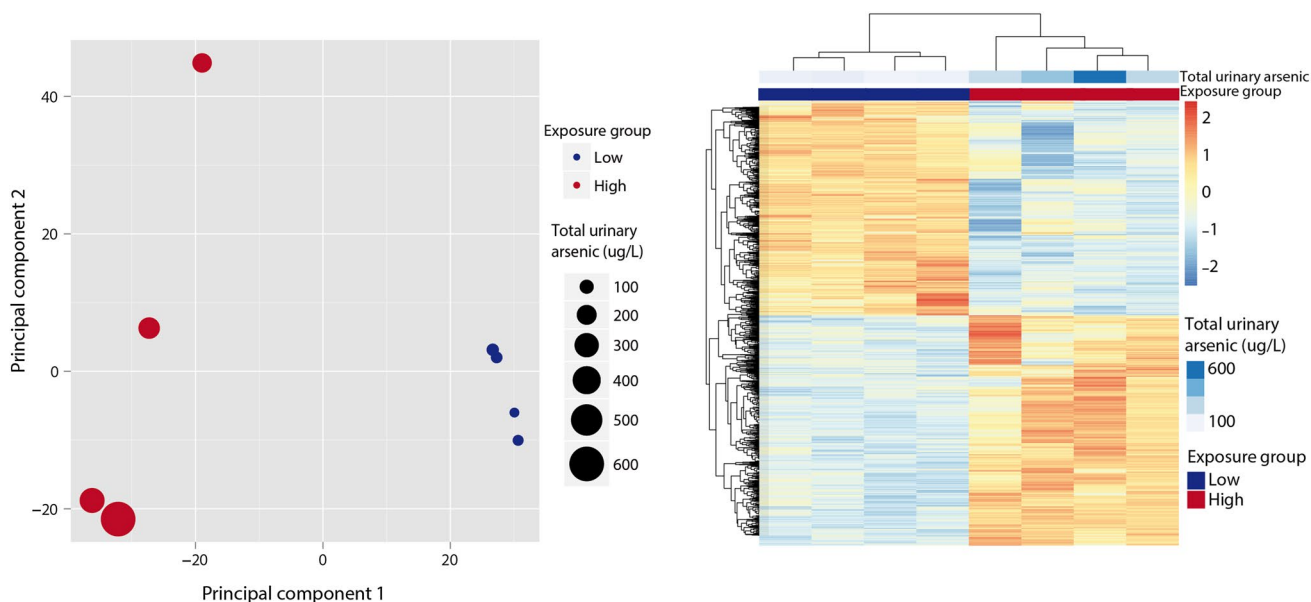 40
20
0
−20
−20
0
20
Principal component 2
Principal component 1
Exposure group
Low
High
Total urinary
arsenic (ug/L)
100
200
300
400
500
600
Total urinary arsenic
Exposure group
2
1
0
−1
−2
Total urinary
arsenic (ug/L)
600
100
Exposure group
Low
High